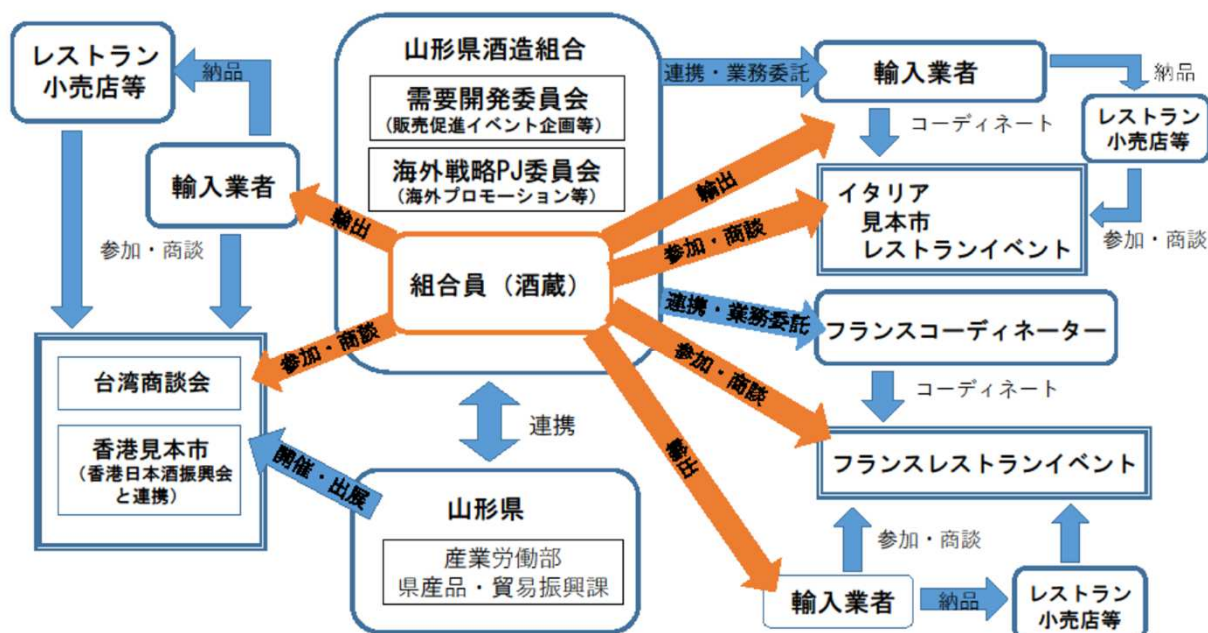 レストラン
小売店等
納品
輸入業者
輸出
参加・商談
参加・商談
台湾商談会
香港見本市
(香港日本酒振興会
と連携)
開催・出展
山形県酒造組合
需要開発委員会
(販売促進イベント企画等)
海外戦略PJ委員会
(海外プロモーション等)
組合員(酒蔵)
連携
山形県
産業労働部
県産品・貿易振興課
連携・業務委託
輸入業者
納品
コーディネート
レストラン
小売店等
輸出
参加・商談
イタリア
見本市
レストランイベント
参加・商談
連携・業務委託
フランスコーディネーター
参加・商談
コーディネート
フランスレストランイベント
輸出
参加・商談
輸入業者
納品
レストラン
小売店等